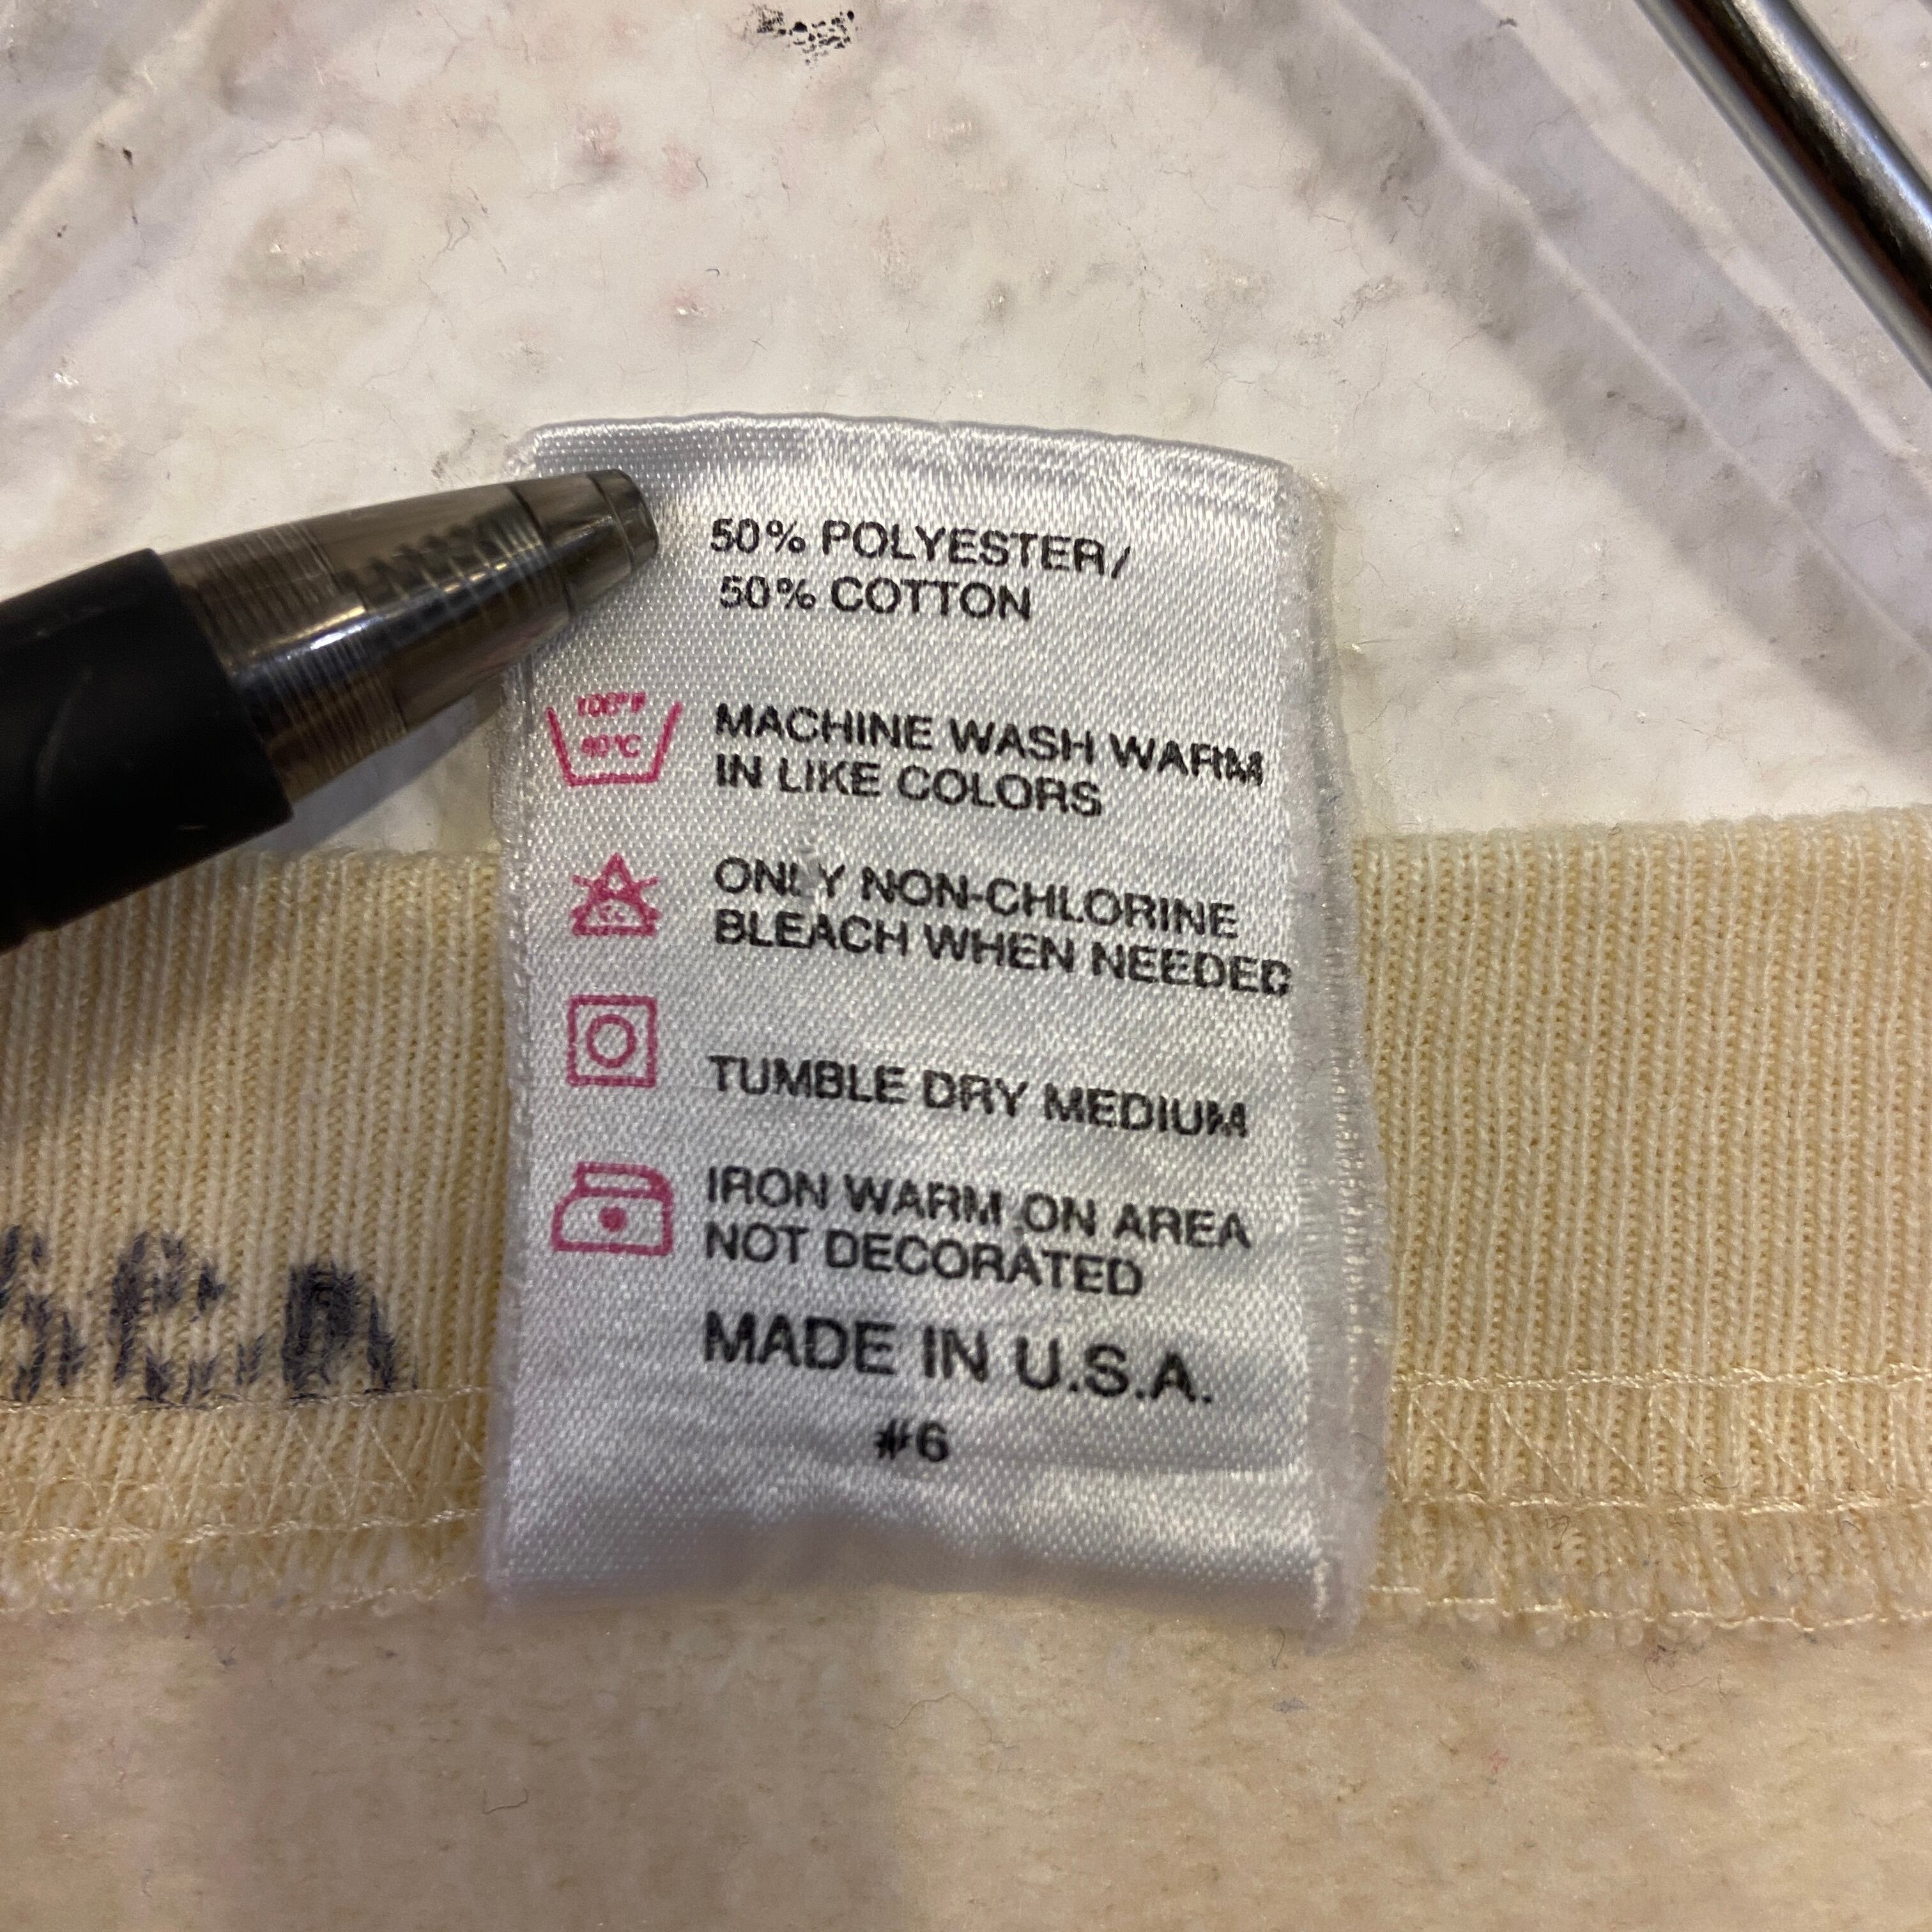 50% POLYESTER/
50% COTTON
40°C
MACHINE WASH WARM
IN LIKE COLORS
ONLY NON-CHLORINE
BLEACH WHEN NEEDED
TUMBLE DRY MEDIUM
IRON WARM ON AREA
NOT DECORATED
MADE IN U.S.A.
#6